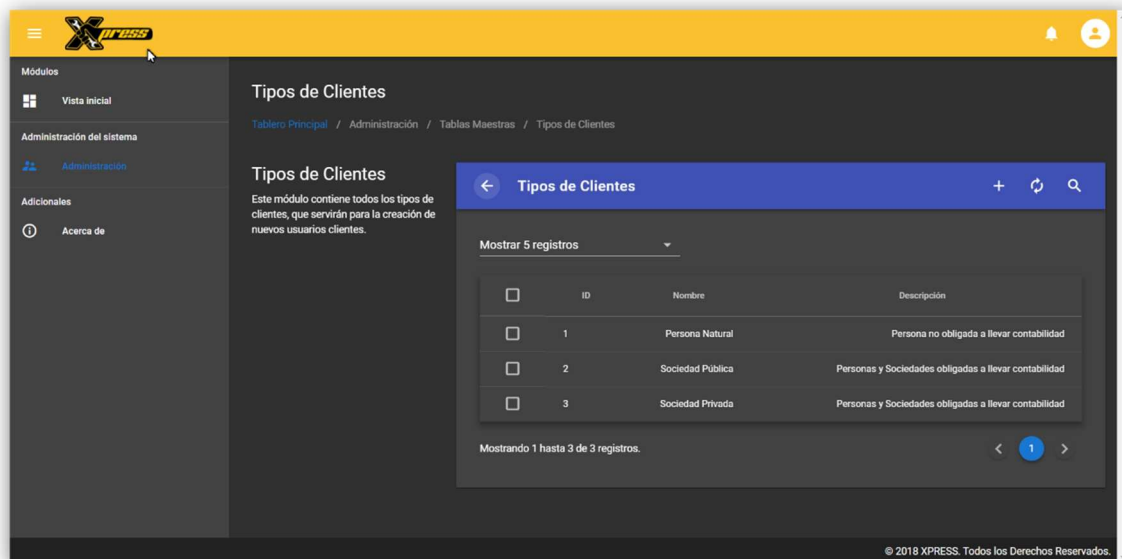 Xpress
Módulos
Vista inicial
Administración del sistema
Administración
Adicionales
Acerca de
Tipos de Clientes
Tablero Principal / Administración / Tablas Maestras / Tipos de Clientes
Tipos de Clientes
Este módulo contiene todos los tipos de
clientes, que servirán para la creación de
nuevos usuarios clientes.
Tipos de Clientes
Mostrar 5 registros
ID Nombre Descripción
1 Persona Natural Persona no obligada a llevar contabilidad
2 Sociedad Pública Personas y Sociedades obligadas a llevar contabilidad
3 Sociedad Privada Personas y Sociedades obligadas a llevar contabilidad
Mostrando 1 hasta 3 de 3 registros.
1
© 2018 XPRESS. Todos los Derechos Reservados.